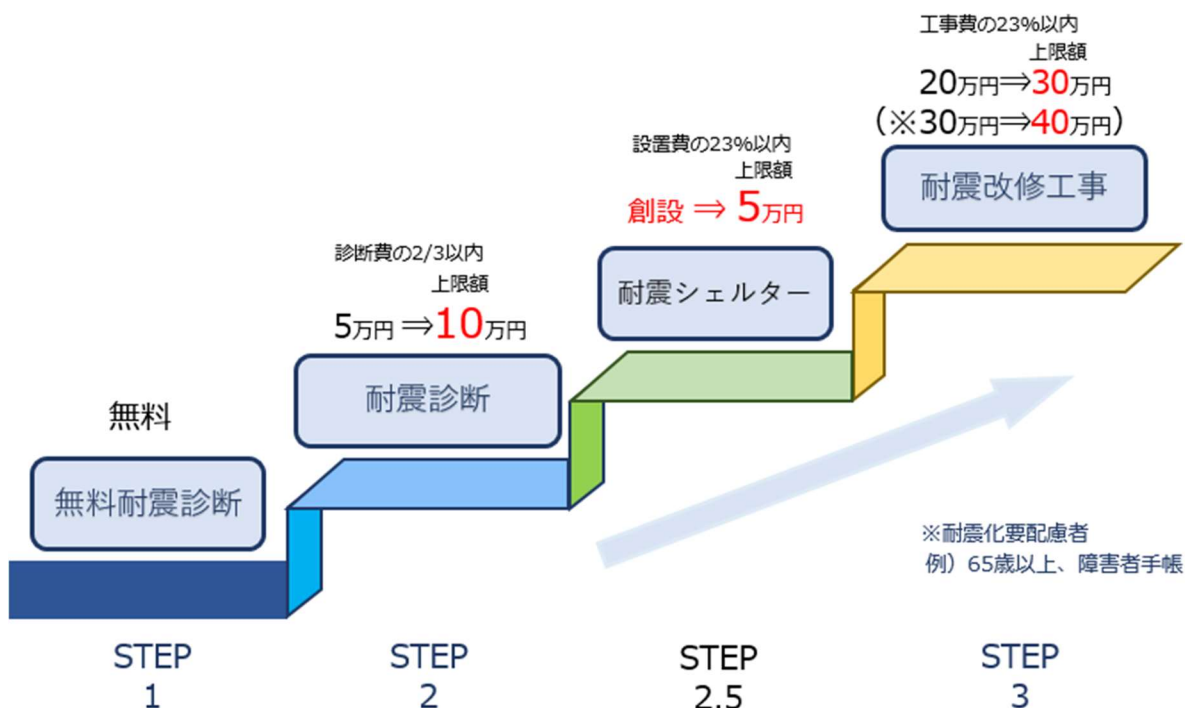 無料
無料耐震診断
STEP
1
診断費の2/3以内
上限額
5万円⇒10万円
耐震診断
STEP
2
設置費の23%以内
上限額
創設 ⇒ 5万円
耐震シェルター
STEP
2.5
工事費の23%以内
上限額
20万円⇒30万円
(※30万円⇒40万円)
耐震改修工事
STEP
3
※耐震化要配慮者
例）65歳以上、障害者手帳